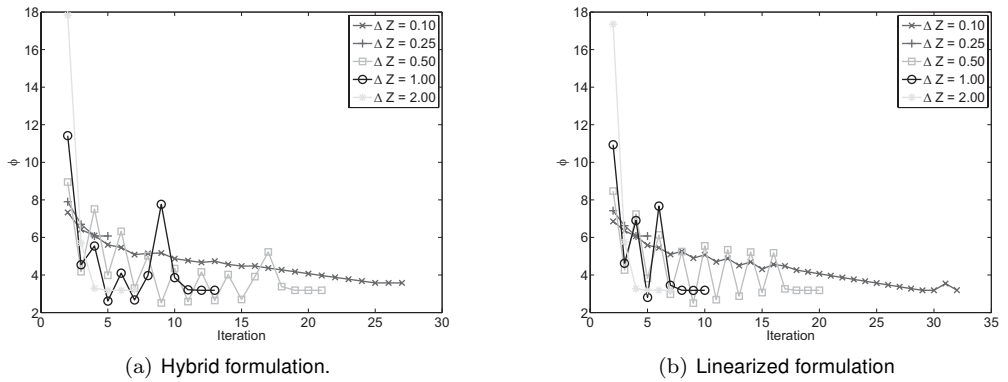 18
16
14
12
10
8
6
4
2
ϕ
0 5 10 15 20 25 30
Iteration
Δ Z = 0.10
Δ Z = 0.25
Δ Z = 0.50
Δ Z = 1.00
Δ Z = 2.00
(a) Hybrid formulation.
18
16
14
12
10
8
6
4
2
ϕ
0 5 10 15 20 25 30 35
Iteration
Δ Z = 0.10
Δ Z = 0.25
Δ Z = 0.50
Δ Z = 1.00
Δ Z = 2.00
(b) Linearized formulation